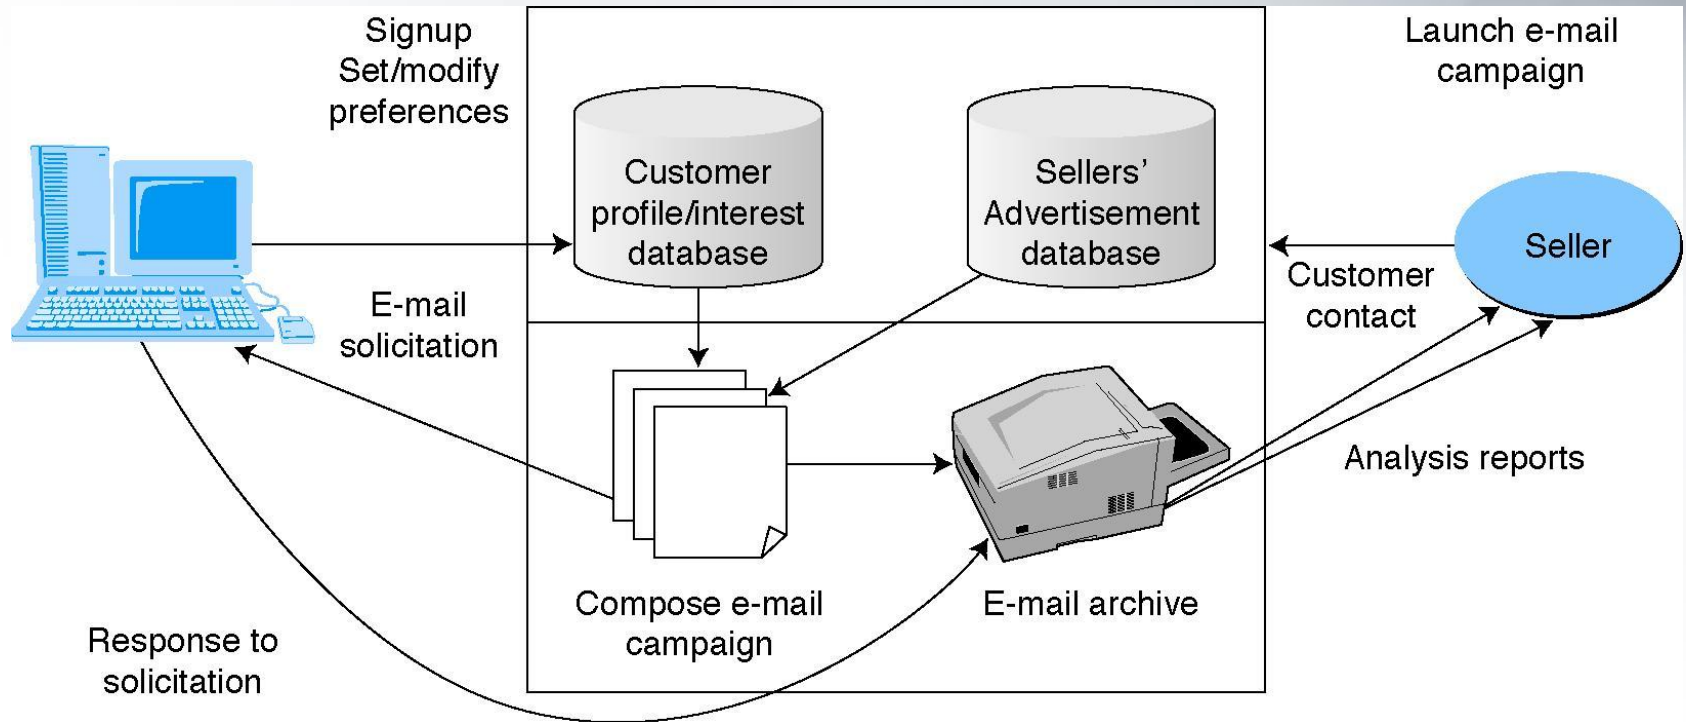 Signup
Set/modify
preferences
Launch e-mail
campaign
Customer
profile/interest
database
Sellers’
Advertisement
database
Seller
E-mail
solicitation
Customer
contact
Analysis reports
Compose e-mail
campaign
E-mail archive
Response to
solicitation